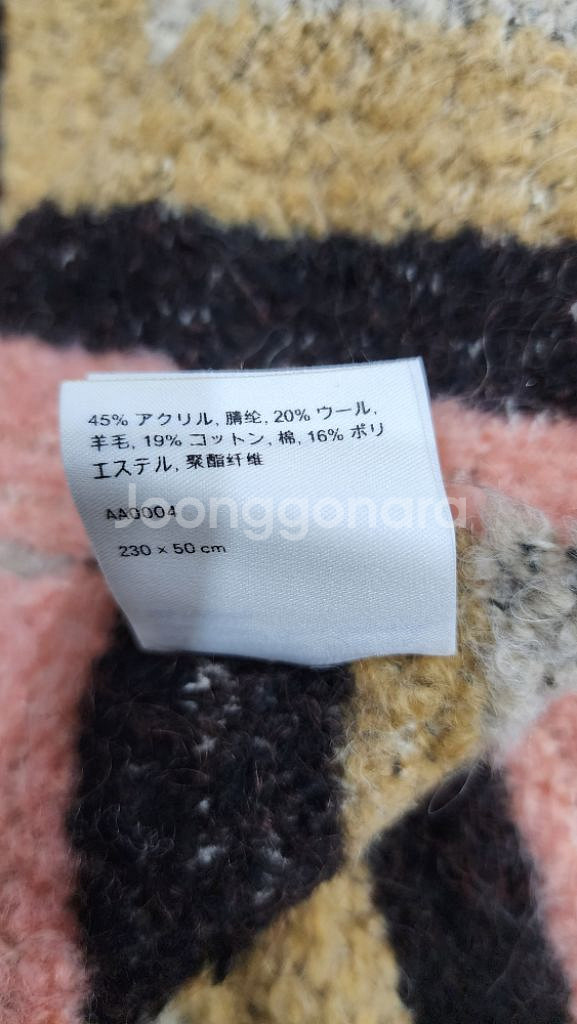 45% アクリル, 腈纶, 20% ウール,
羊毛, 19% コットン, 棉, 16% ポリ
エステル, 聚酯纤维
AA0004
230 × 50 cm
Joonggonara